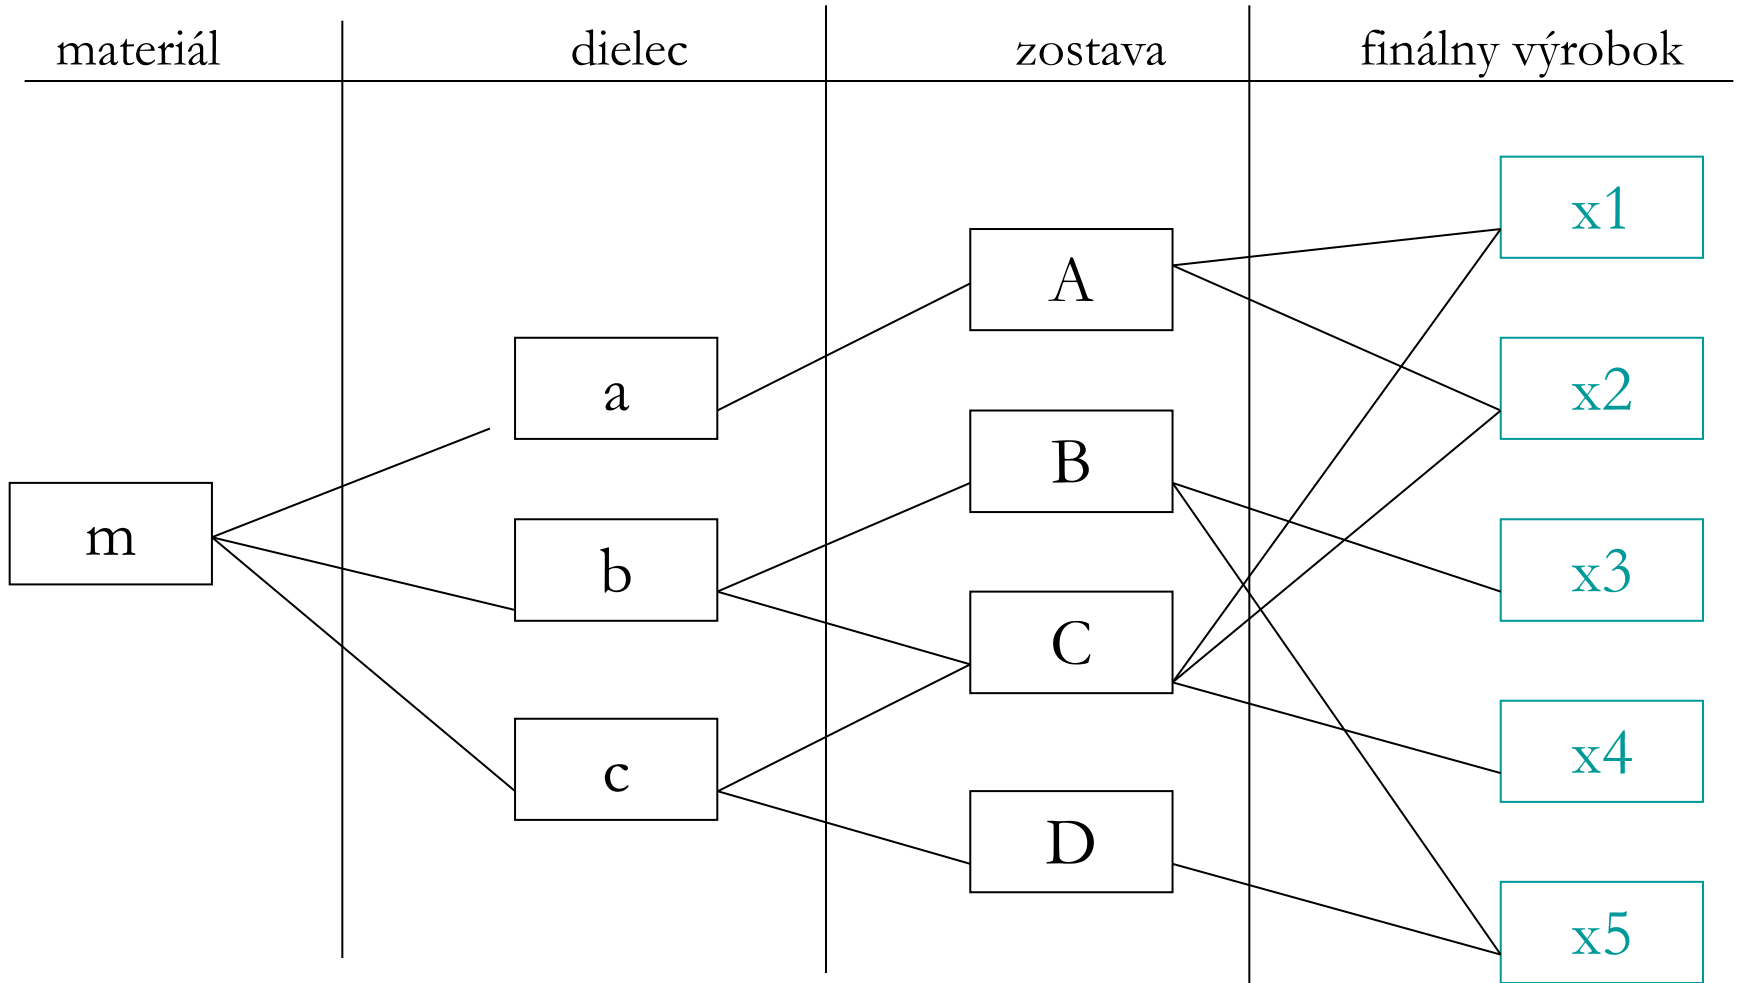 materiál dielec zostava finálny výrobok
x1
A
a
x2
B
m
b
x3
C
c
x4
D
x5